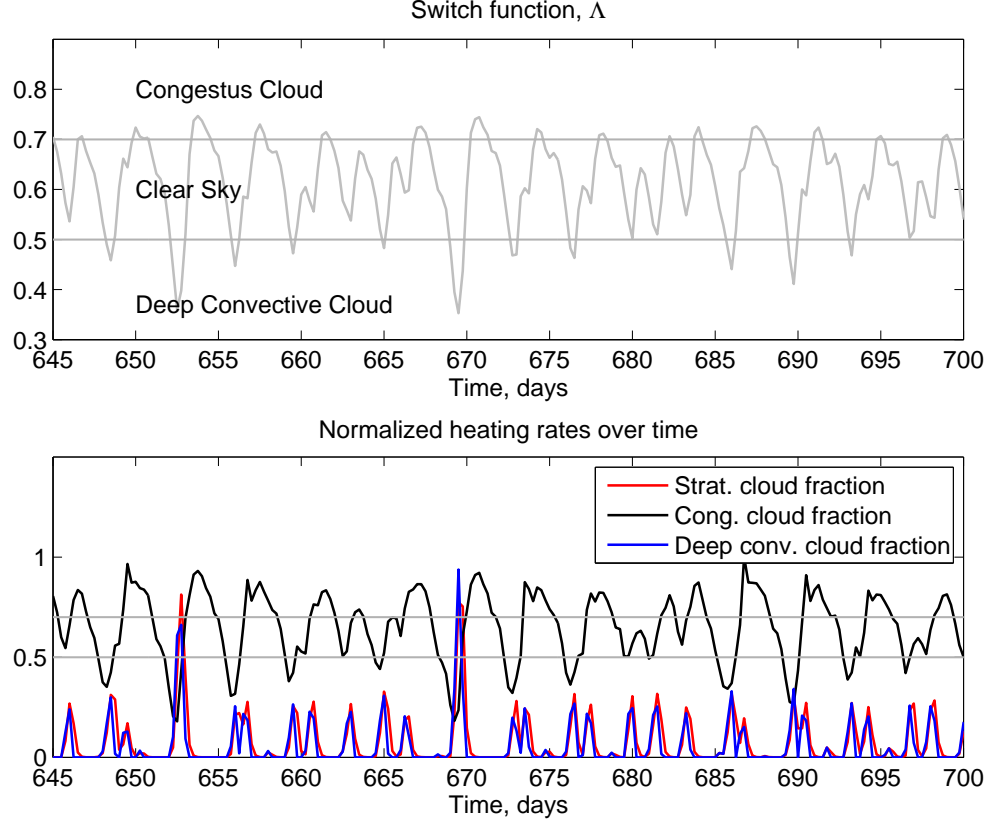 Switch function, Λ
0.8
0.7
0.6
0.5
0.4
0.3
Congestus Cloud
Clear Sky
Deep Convective Cloud
645 650 655 660 665 670 675 680 685 690 695 700
Time, days
Normalized heating rates over time
Strat. cloud fraction
Cong. cloud fraction
Deep conv. cloud fraction
1
0.5
0
645 650 655 660 665 670 675 680 685 690 695 700
Time, days